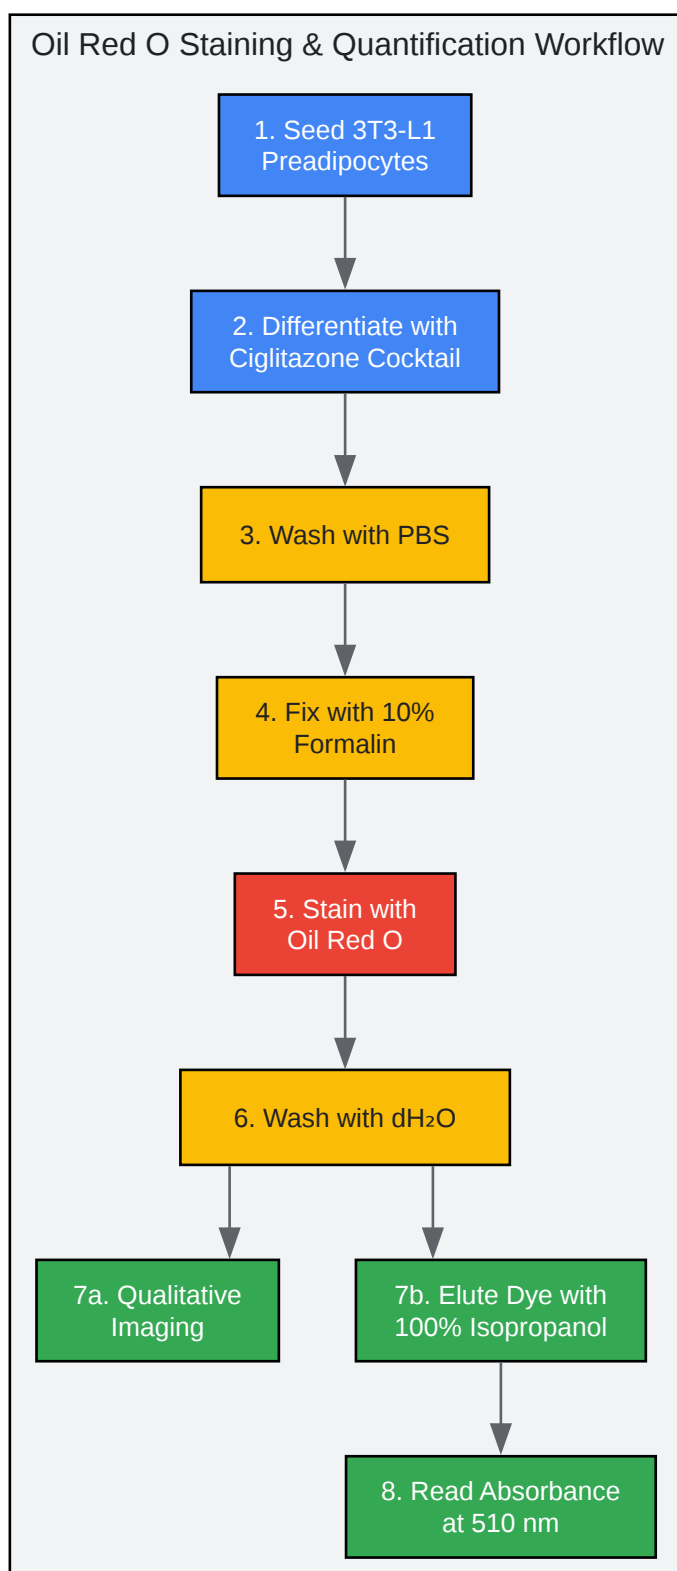 Oil Red O Staining & Quantification Workflow
1. Seed 3T3-L1
Preadipocytes
2. Differentiate with
Ciglitazone Cocktail
3. Wash with PBS
4. Fix with 10%
Formalin
5. Stain with
Oil Red O
6. Wash with dH₂O
7a. Qualitative
Imaging
7b. Elute Dye with
100% Isopropanol
8. Read Absorbance
at 510 nm